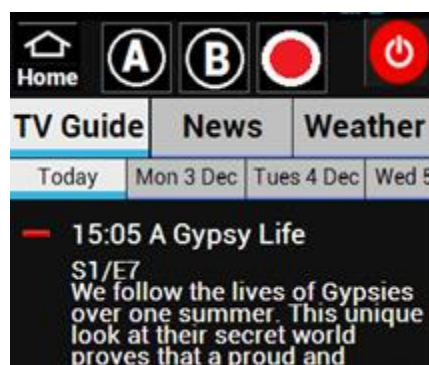 Home A B
TV Guide News Weather
Today Mon 3 Dec Tues 4 Dec Wed 5
15:05 A Gypsy Life
S1/E7
We follow the lives of Gypsies
over one summer. This unique
look at their secret world
proves that a proud and